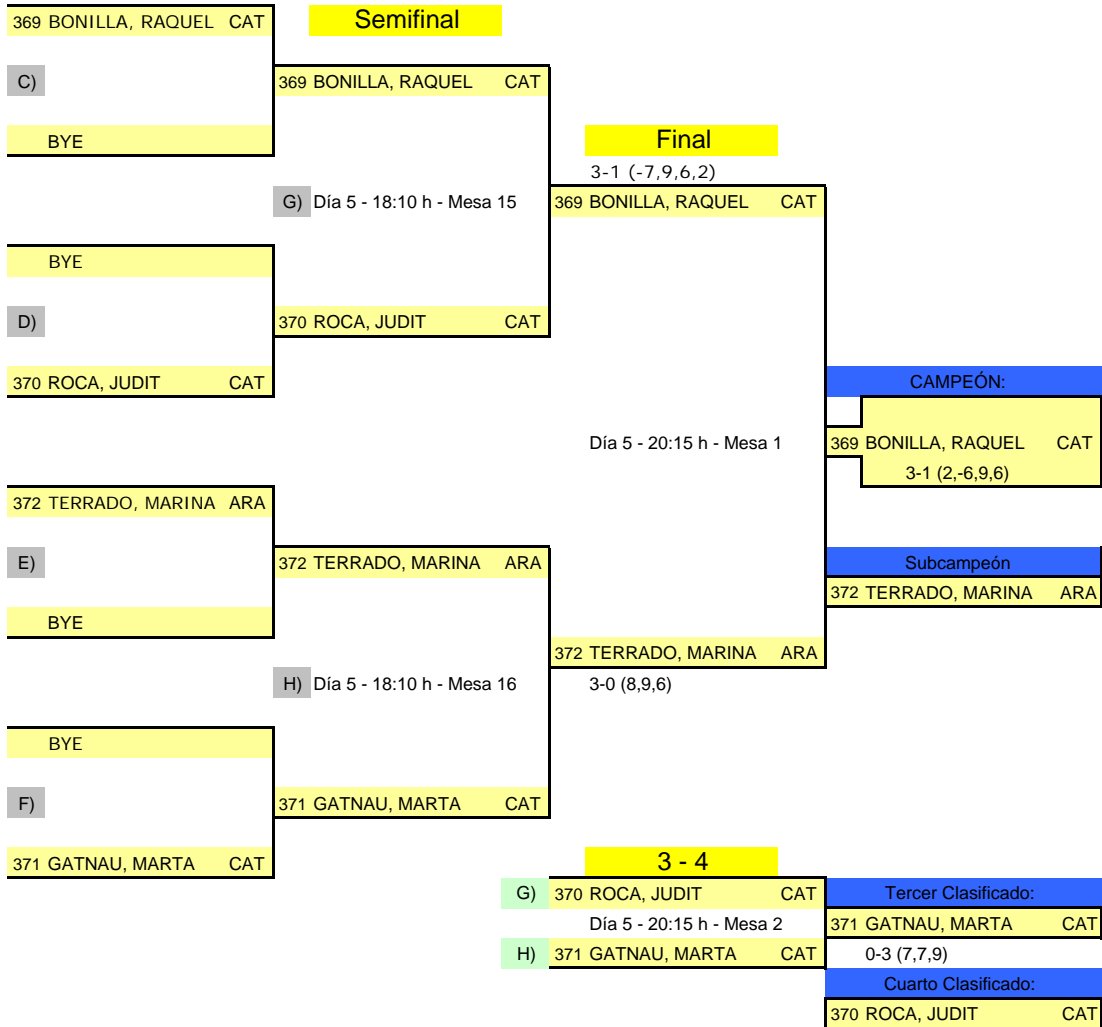 369 BONILLA, RAQUEL CAT
Semifinal
C)
369 BONILLA, RAQUEL CAT
BYE
Final
3-1 (-7,9,6,2)
G) Día 5 - 18:10 h - Mesa 15
369 BONILLA, RAQUEL CAT
BYE
D)
370 ROCA, JUDIT CAT
370 ROCA, JUDIT CAT
CAMPEÓN:
Día 5 - 20:15 h - Mesa 1
369 BONILLA, RAQUEL CAT
3-1 (2,-6,9,6)
372 TERRADO, MARINA ARA
E)
372 TERRADO, MARINA ARA
Subcampeón
372 TERRADO, MARINA ARA
BYE
372 TERRADO, MARINA ARA
H) Día 5 - 18:10 h - Mesa 16
3-0 (8,9,6)
BYE
F)
371 GATNAU, MARTA CAT
371 GATNAU, MARTA CAT
3 - 4
G) 370 ROCA, JUDIT CAT
Tercer Clasificado:
Día 5 - 20:15 h - Mesa 2
371 GATNAU, MARTA CAT
H) 371 GATNAU, MARTA CAT
0-3 (7,7,9)
Cuarto Clasificado:
370 ROCA, JUDIT CAT